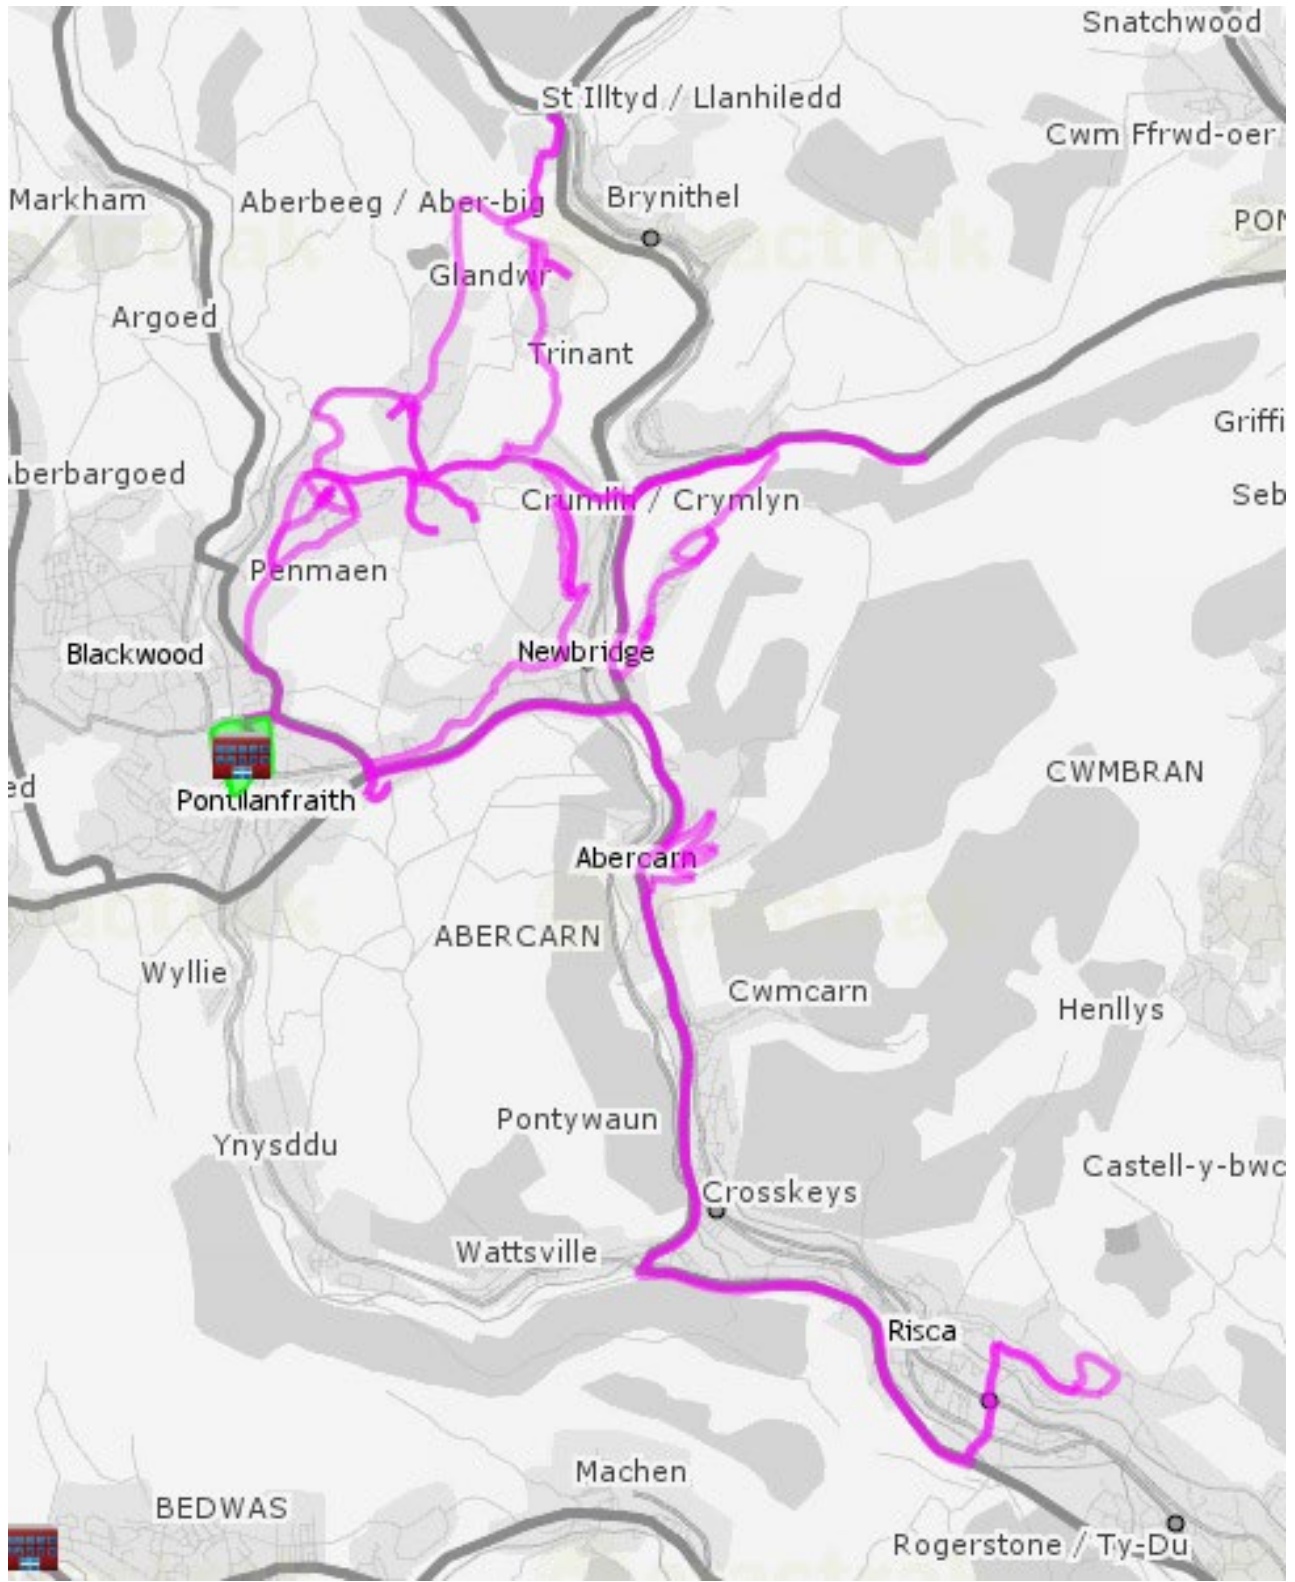 Snatchwood
St Illtyd / Llanhiledd
Cwm Ffrwd-oer
Markham
Aberbeeg / Aber-big
Brynithel
PON
Glandwr
Argoed
Trinant
Griffi
Aberbargoed
Seb
Crumlin / Crymlyn
Penmaen
Blackwood
Newbridge
ed
CWMBRAN
Pontllanfraith
Abercarn
ABERCARN
Wyllie
Cwmcarn
Henllys
Pontywaun
Ynysddu
Castell-y-bwc
Crosskeys
Wattsville
Risca
Machen
BEDWAS
Rogerstone / Ty-Du